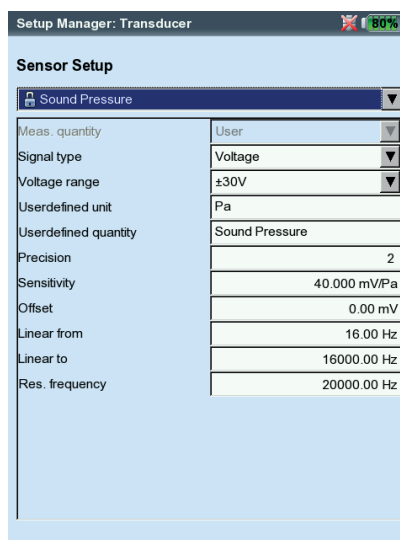 Setup Manager: Transducer 80%
Sensor Setup
Sound Pressure
Meas. quantity User
Signal type Voltage
Voltage range ±30V
Userdefined unit Pa
Userdefined quantity Sound Pressure
Precision 2
Sensitivity 40.000 mV/Pa
Offset 0.00 mV
Linear from 16.00 Hz
Linear to 16000.00 Hz
Res. frequency 20000.00 Hz